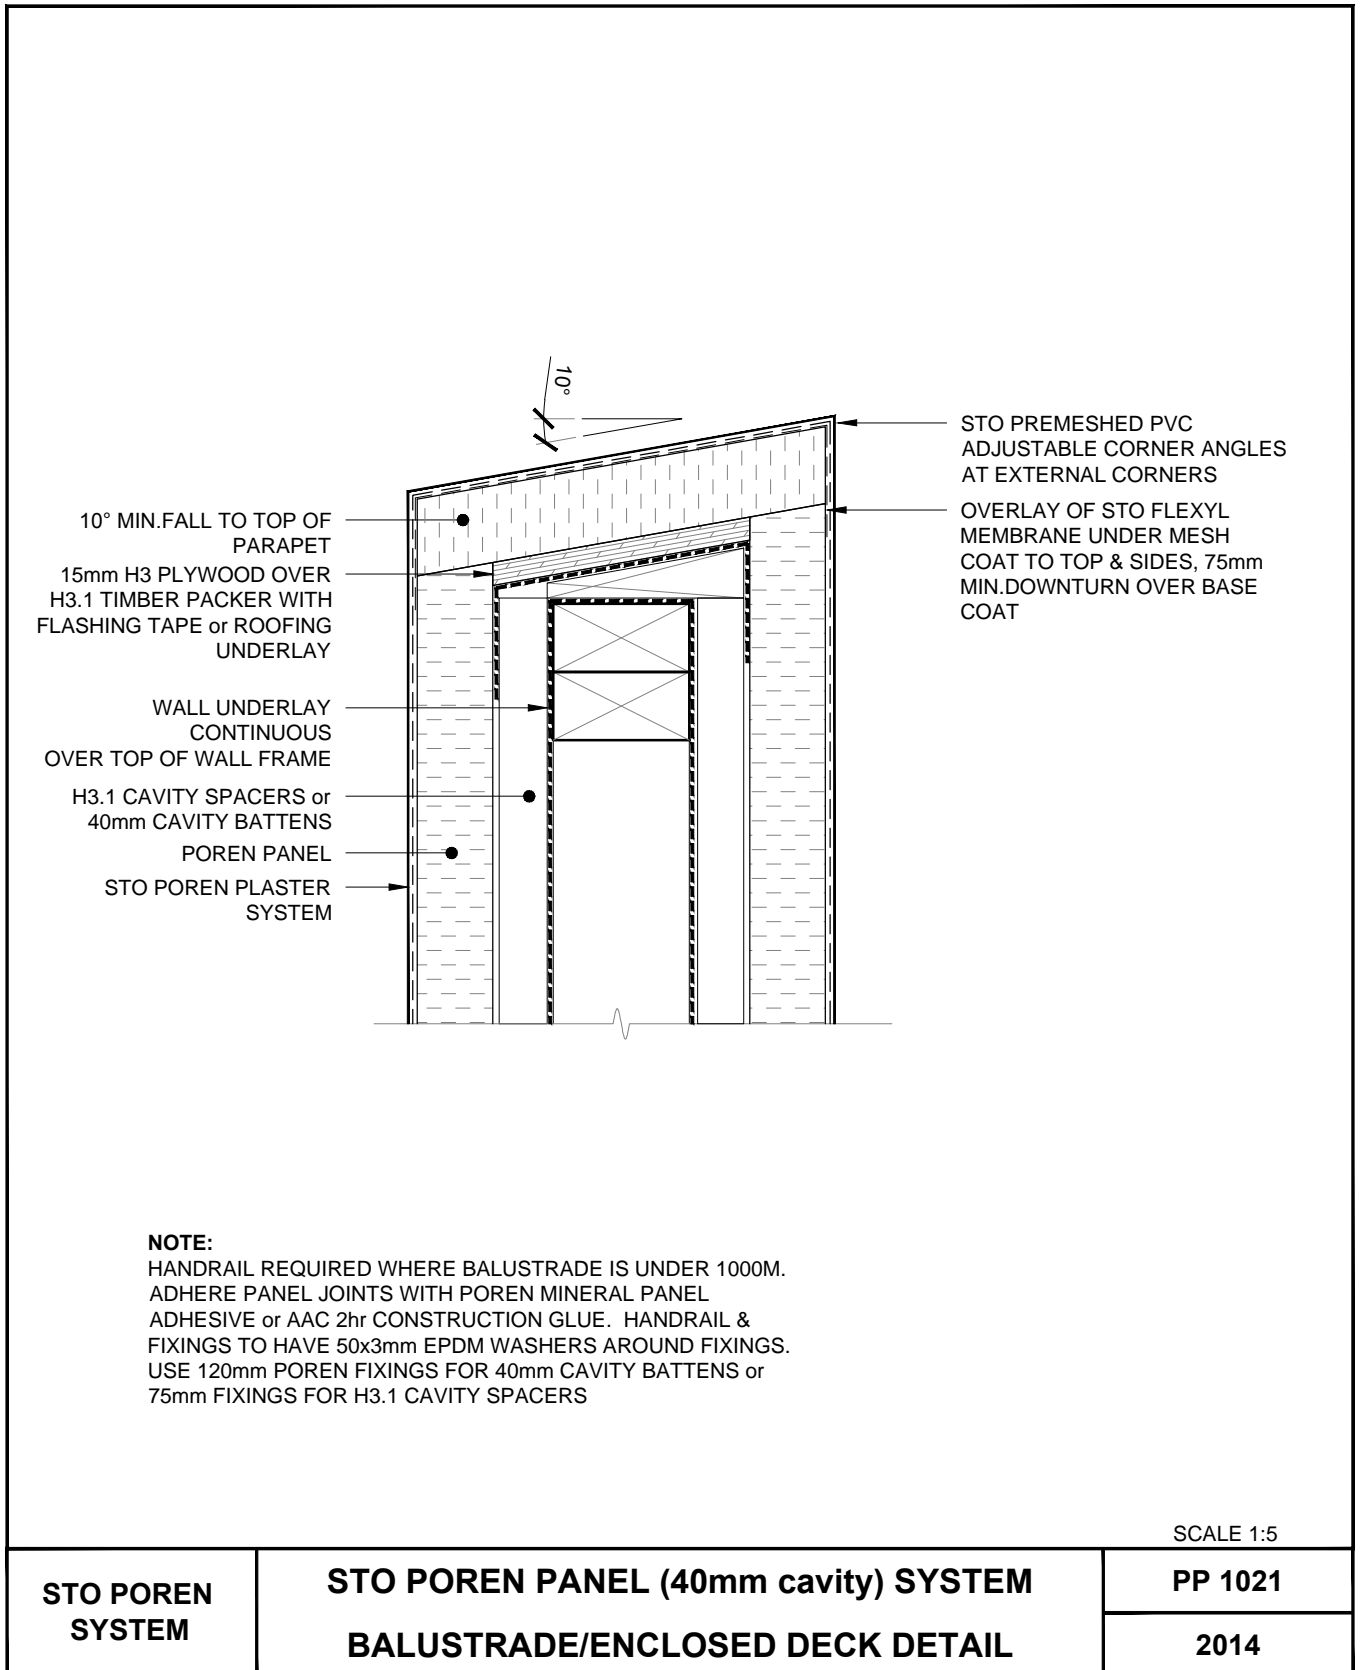 10°
10° MIN.FALL TO TOP OF
PARAPET
15mm H3 PLYWOOD OVER
H3.1 TIMBER PACKER WITH
FLASHING TAPE or ROOFING
UNDERLAY
WALL UNDERLAY
CONTINUOUS
OVER TOP OF WALL FRAME
H3.1 CAVITY SPACERS or
40mm CAVITY BATTENS
POREN PANEL
STO POREN PLASTER
SYSTEM
STO PREMESHED PVC
ADJUSTABLE CORNER ANGLES
AT EXTERNAL CORNERS
OVERLAY OF STO FLEXYL
MEMBRANE UNDER MESH
COAT TO TOP & SIDES, 75mm
MIN.DOWNTURN OVER BASE
COAT
NOTE:
HANDRAIL REQUIRED WHERE BALUSTRADE IS UNDER 1000M.
ADHERE PANEL JOINTS WITH POREN MINERAL PANEL
ADHESIVE or AAC 2hr CONSTRUCTION GLUE. HANDRAIL &
FIXINGS TO HAVE 50x3mm EPDM WASHERS AROUND FIXINGS.
USE 120mm POREN FIXINGS FOR 40mm CAVITY BATTENS or
75mm FIXINGS FOR H3.1 CAVITY SPACERS
SCALE 1:5
STO POREN
SYSTEM
STO POREN PANEL (40mm cavity) SYSTEM
BALUSTRADE/ENCLOSED DECK DETAIL
PP 1021
2014